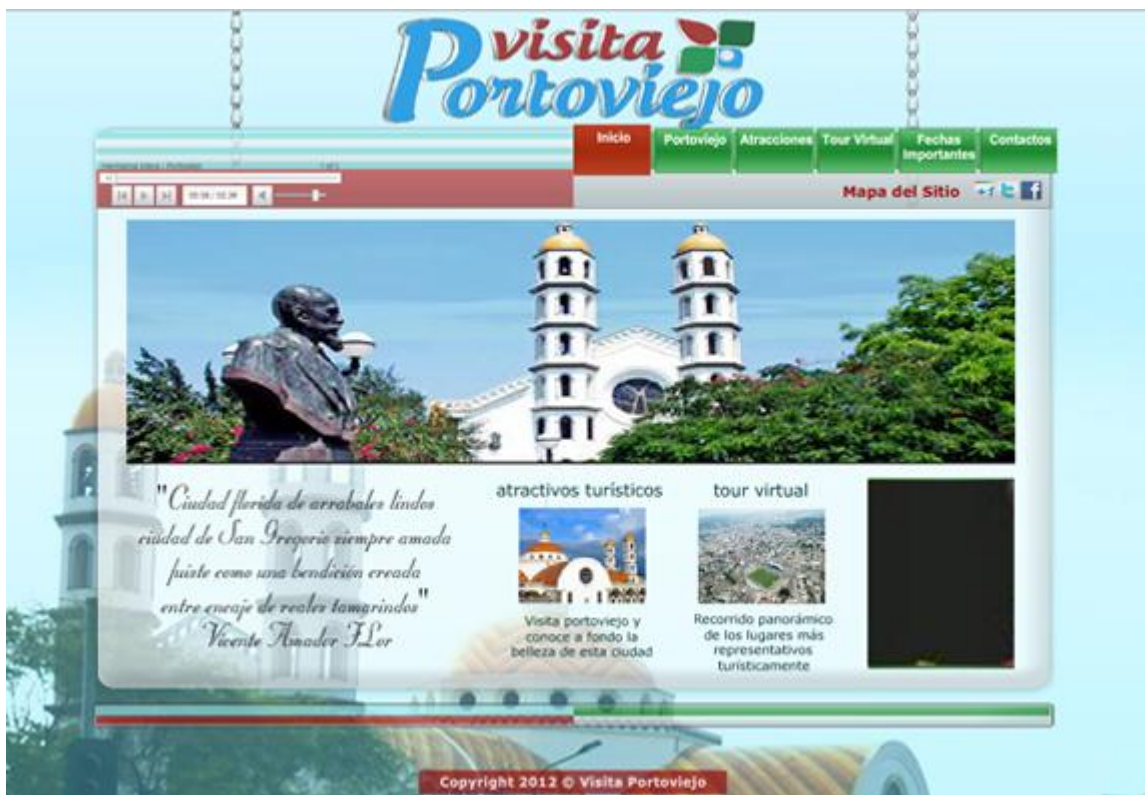 visita
Portoviejo
Inicio
Portoviejo
Atracciones
Tour Virtual
Fechas
Importantes
Contactos
Mapa del Sitio
"Ciudad florida de arrabales lindos
ciudad de San Gregorio siempre amada
fuiste como una bendición creada
entre encaje de reales tamarindos"
Vicente Amador FLor
atractivos turísticos
Visita portoviejo y
conoce a fondo la
belleza de esta ciudad
tour virtual
Recorrido panorámico
de los lugares más
representativos
turísticamente
Copyright 2012 © Visita Portoviejo